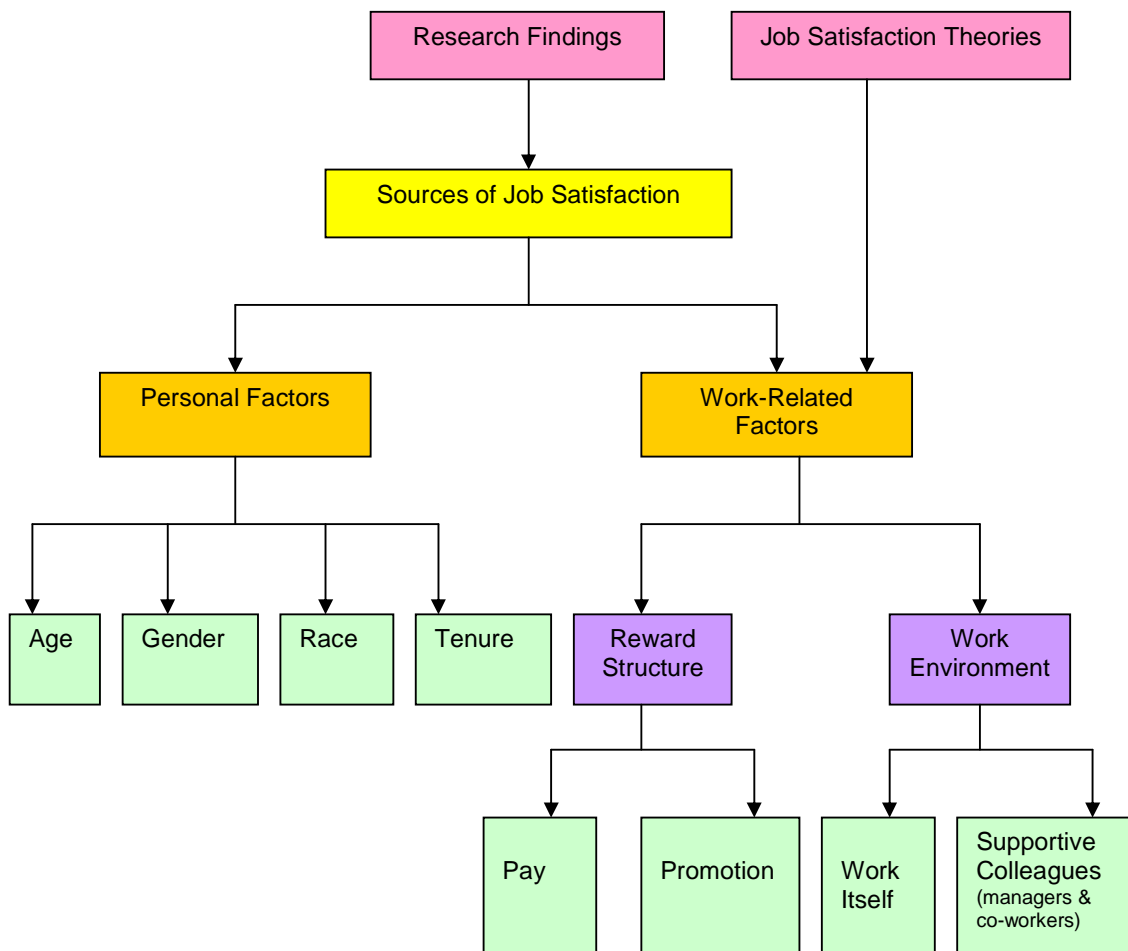 Research Findings
Job Satisfaction Theories
Sources of Job Satisfaction
Personal Factors
Work-Related
Factors
Age
Gender
Race
Tenure
Reward
Structure
Work
Environment
Pay
Promotion
Work
Itself
Supportive
Colleagues
(managers &
co-workers)